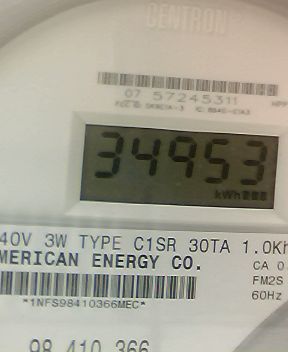 CENTRON
07 57245311
34953
kWh
40V 3W TYPE C1SR 30TA 1.0Kh
MERICAN ENERGY CO.
CA 0
FM2S
60Hz
*1NFS98410366MEC*
98 410 366